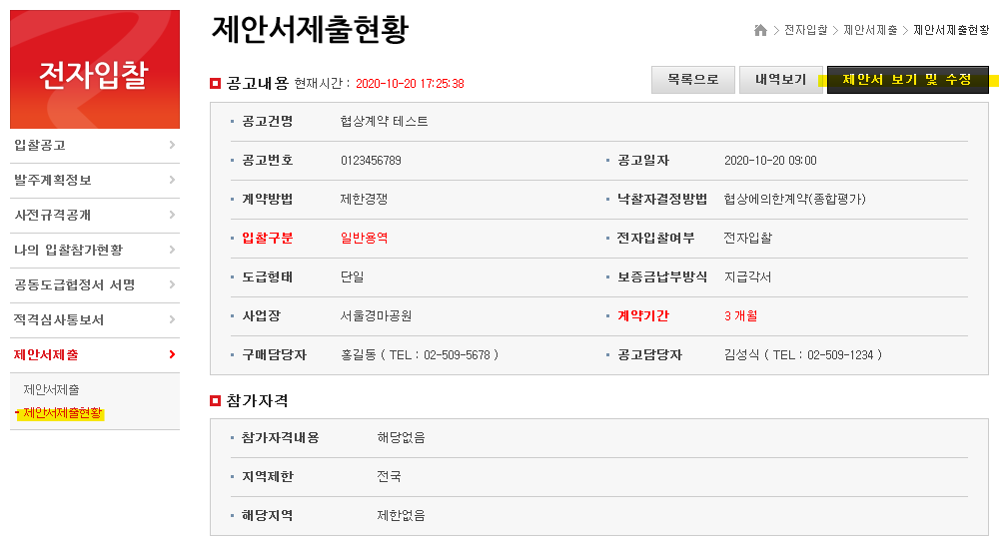 제안서제출현황
전자입찰 > 제안서제출 > 제안서제출현황
전자입찰
입찰공고
발주계획정보
사전규격공개
나의 입찰참가현황
공동도급협정서 서명
적격심사통보서
제안서제출
제안서제출
제안서제출현황
공고내용 현재시간 : 2020-10-20 17:25:38
목록으로 내역보기 제안서 보기 및 수정
공고건명 협상계약 테스트
공고번호 0123456789 공고일자 2020-10-20 09:00
계약방법 제한경쟁 낙찰자결정방법 협상에의한계약(종합평가)
입찰구분 일반용역 전자입찰여부 전자입찰
도급형태 단일 보증금납부방식 지급각서
사업장 서울경마공원 계약기간 3 개월
구매담당자 홍길동 ( TEL : 02-509-5678 ) 공고담당자 김성식 ( TEL : 02-509-1234 )
참가자격
참가자격내용 해당없음
지역제한 전국
해당지역 제한없음